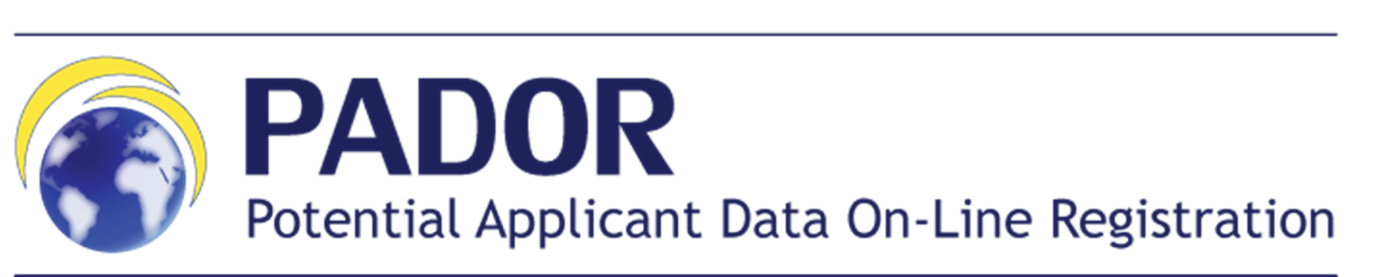 PADOR
Potential Applicant Data On-Line Registration